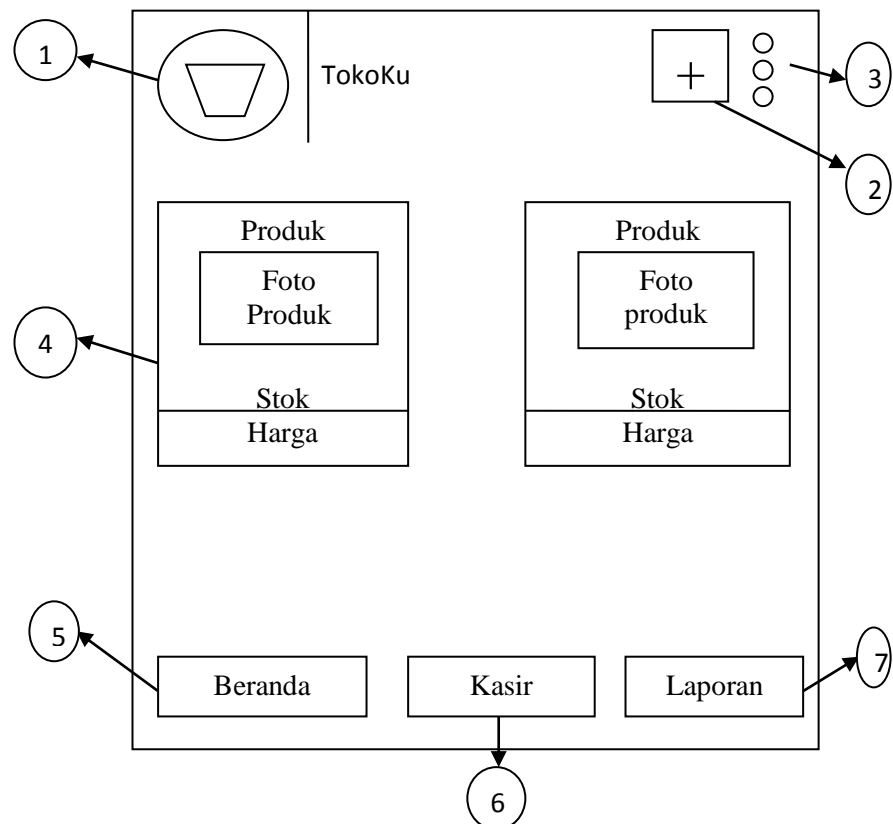 1
TokoKu
+
3
2
Produk
Foto
Produk
Stok
Harga
Produk
Foto
produk
Stok
Harga
4
5
Beranda
Kasir
Laporan
7
6